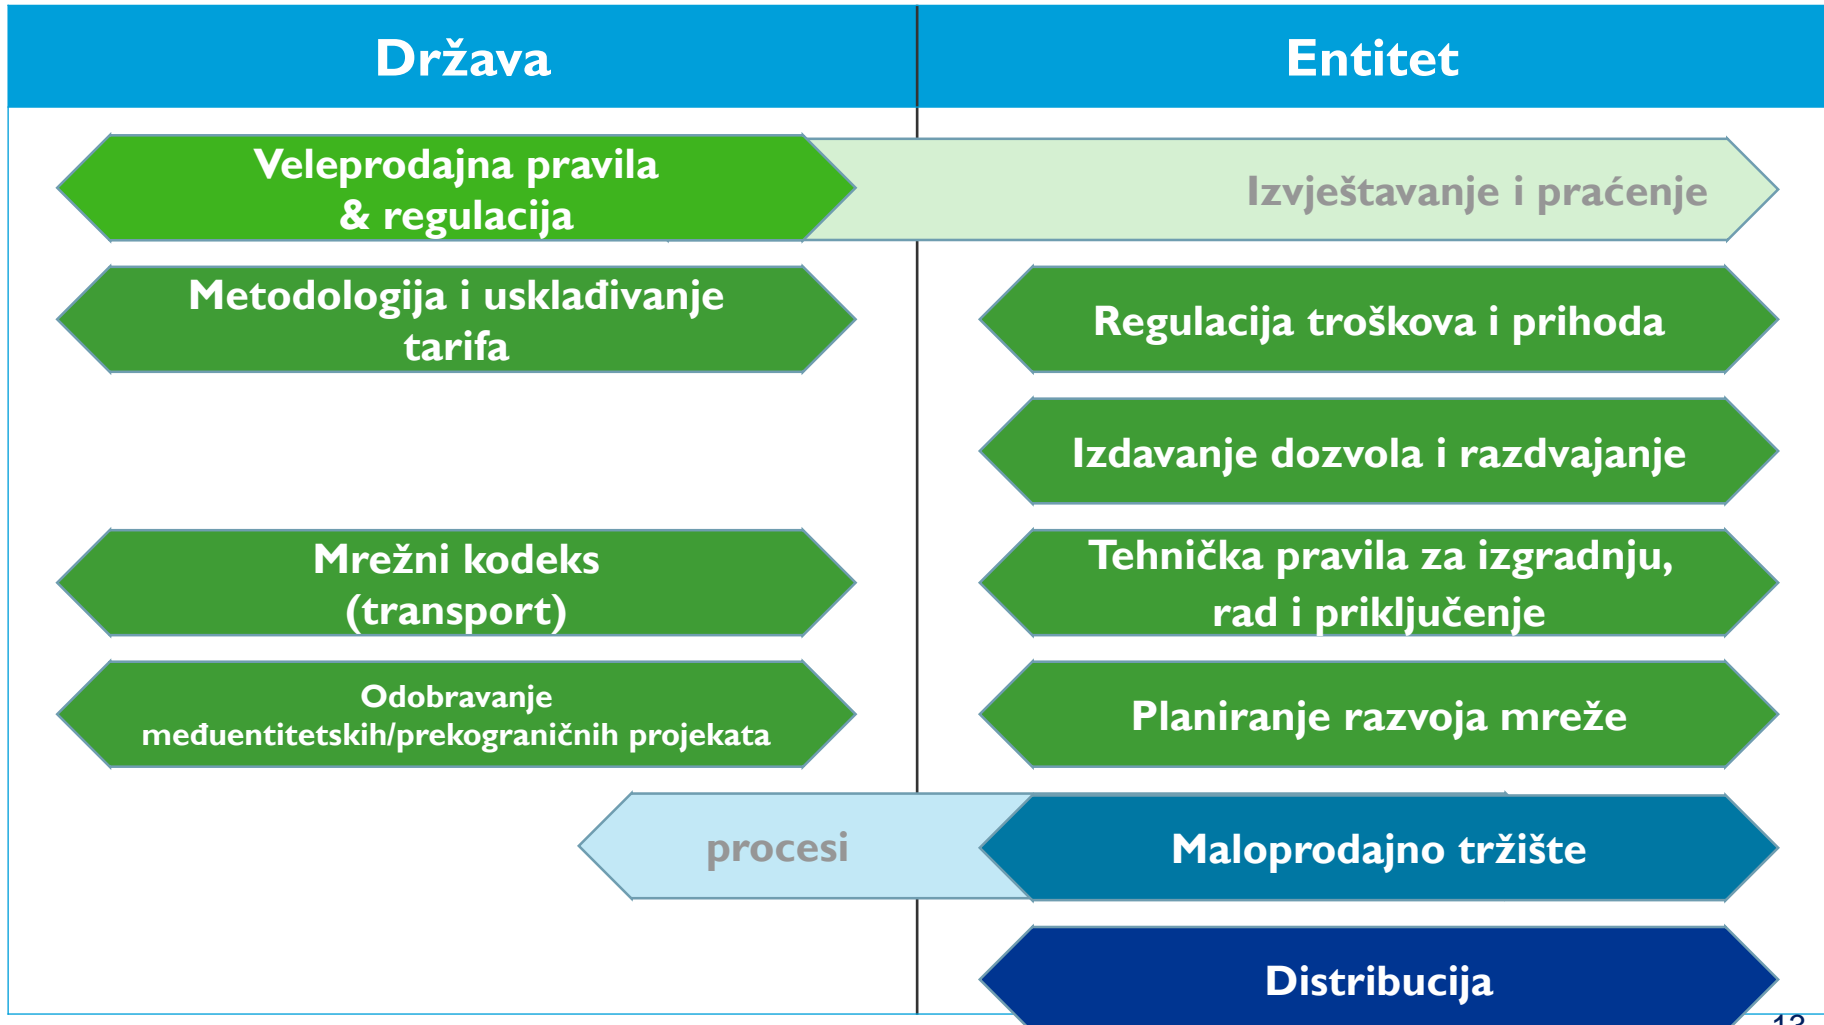 Država
Entitet
Veleprodajna pravila
& regulacija
Izvještavanje i praćenje
Metodologija i usklađivanje
tarifa
Regulacija troškova i prihoda
Izdavanje dozvola i razdvajanje
Mrežni kodeks
(transport)
Tehnička pravila za izgradnju,
rad i priključenje
Odobravanje
međuentitetskih/prekograničnih projekata
Planiranje razvoja mreže
procesi
Maloprodajno tržište
Distribucija